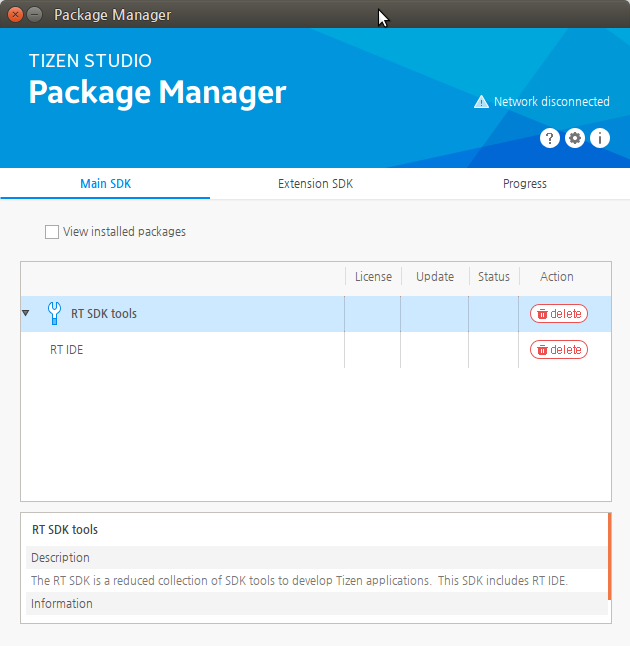 Package Manager
TIZEN STUDIO
Package Manager
Network disconnected
?
i
Main SDK Extension SDK Progress
View installed packages
License Update Status Action
RT SDK tools delete
RT IDE delete
RT SDK tools
Description
The RT SDK is a reduced collection of SDK tools to develop Tizen applications. This SDK includes RT IDE.
Information